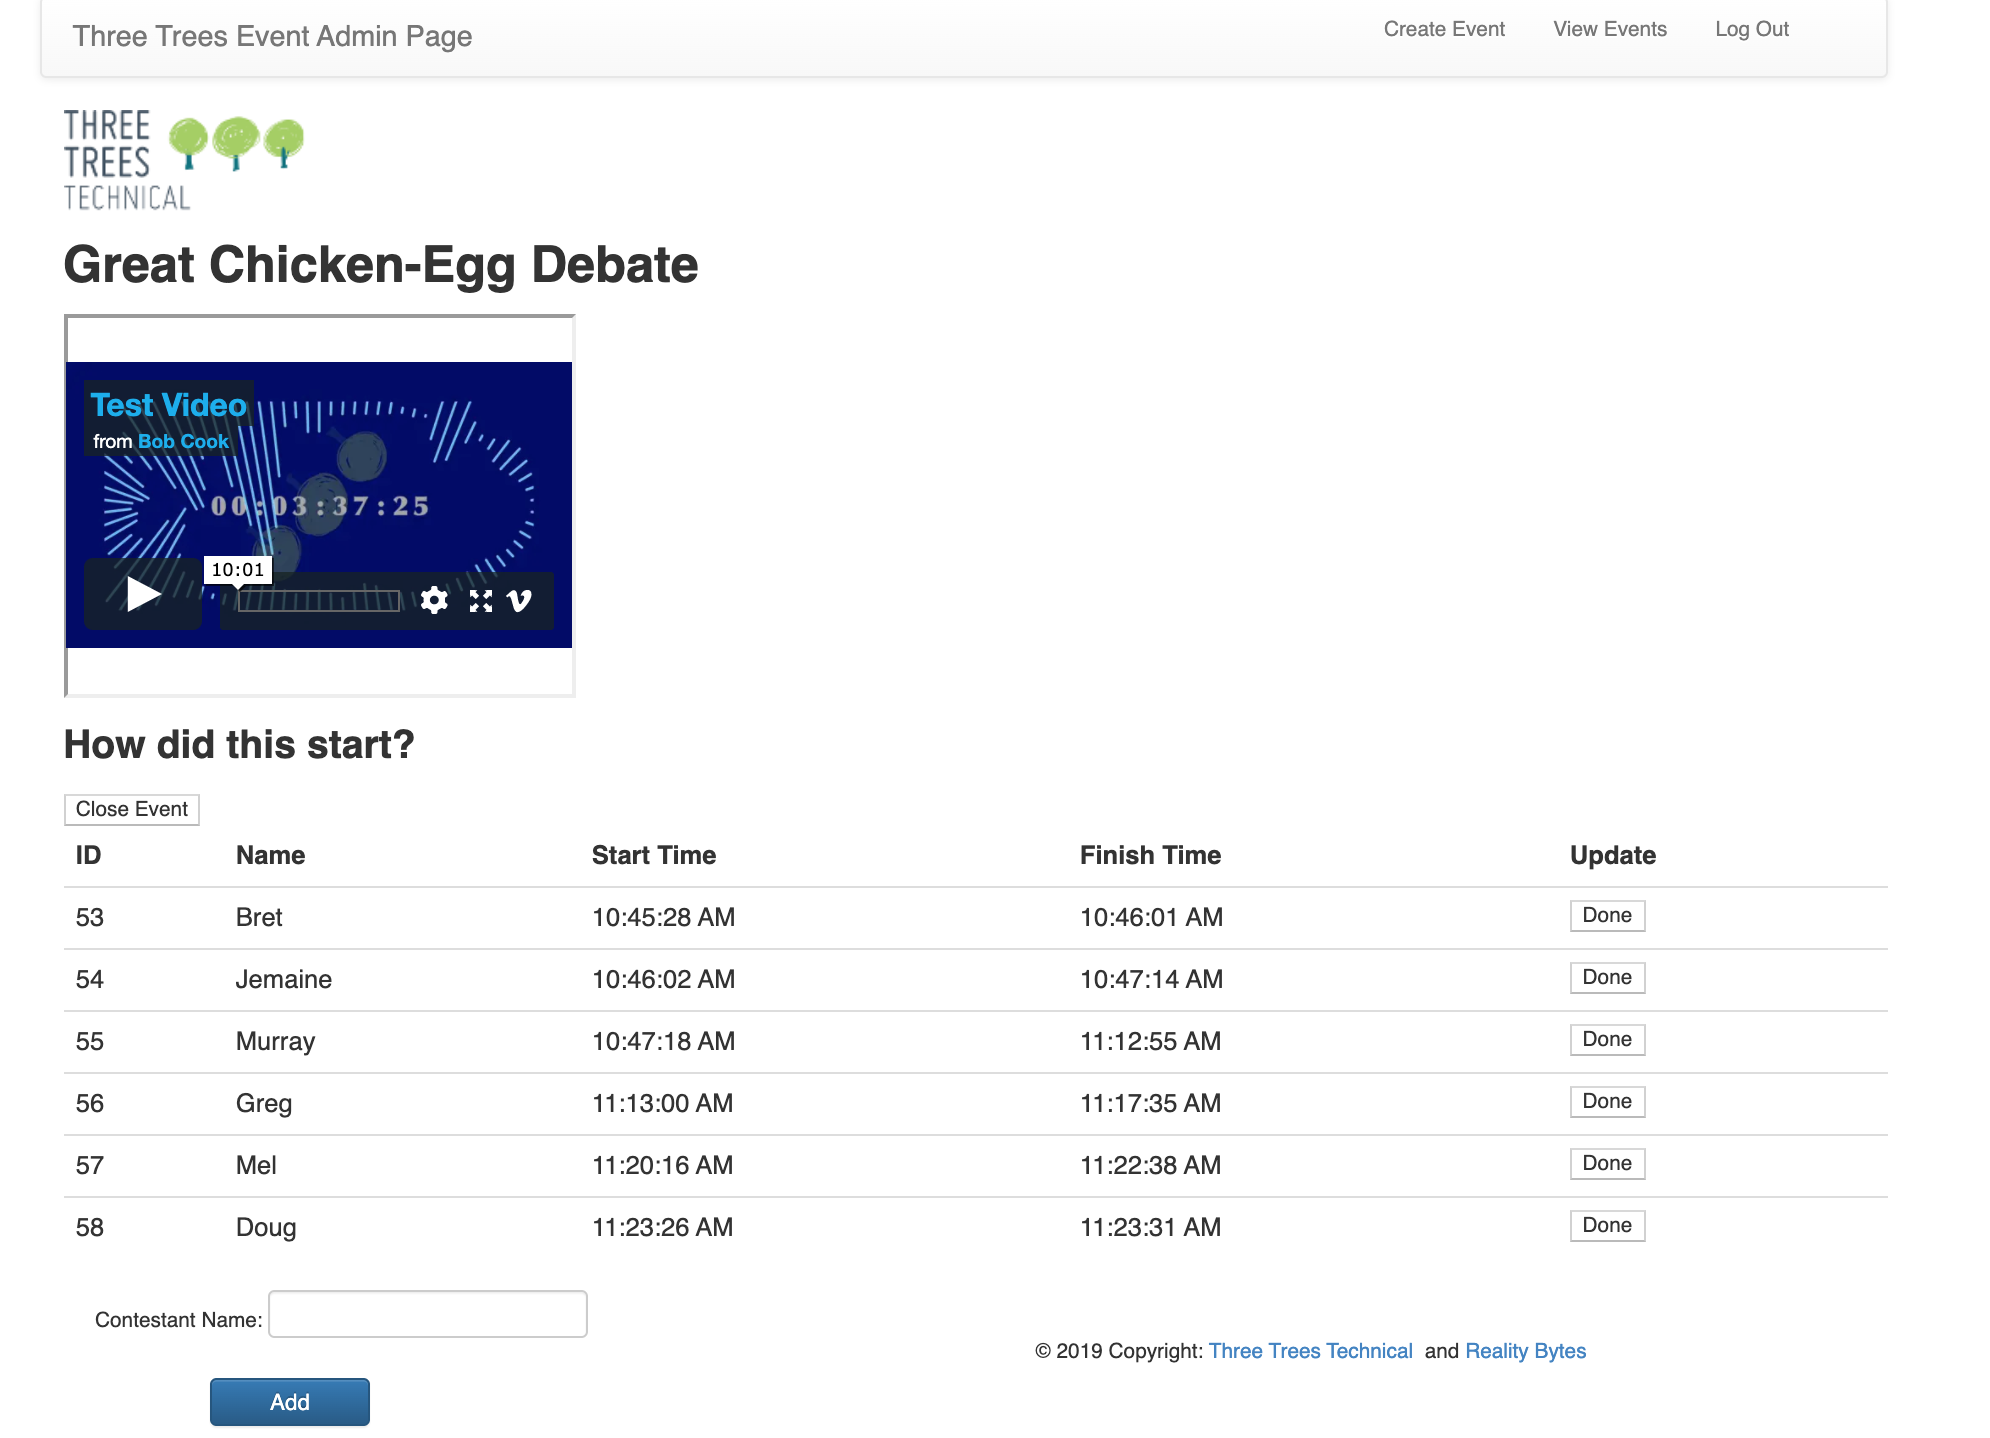 Three Trees Event Admin Page Create Event View Events Log Out
THREE
TREES
TECHNICAL
Great Chicken-Egg Debate
Test Video
from Bob Cook
00:03:37:25
10:01
How did this start?
Close Event
ID Name Start Time Finish Time Update
53 Bret 10:45:28 AM 10:46:01 AM Done
54 Jemaine 10:46:02 AM 10:47:14 AM Done
55 Murray 10:47:18 AM 11:12:55 AM Done
56 Greg 11:13:00 AM 11:17:35 AM Done
57 Mel 11:20:16 AM 11:22:38 AM Done
58 Doug 11:23:26 AM 11:23:31 AM Done
Contestant Name:
© 2019 Copyright: Three Trees Technical and Reality Bytes
Add